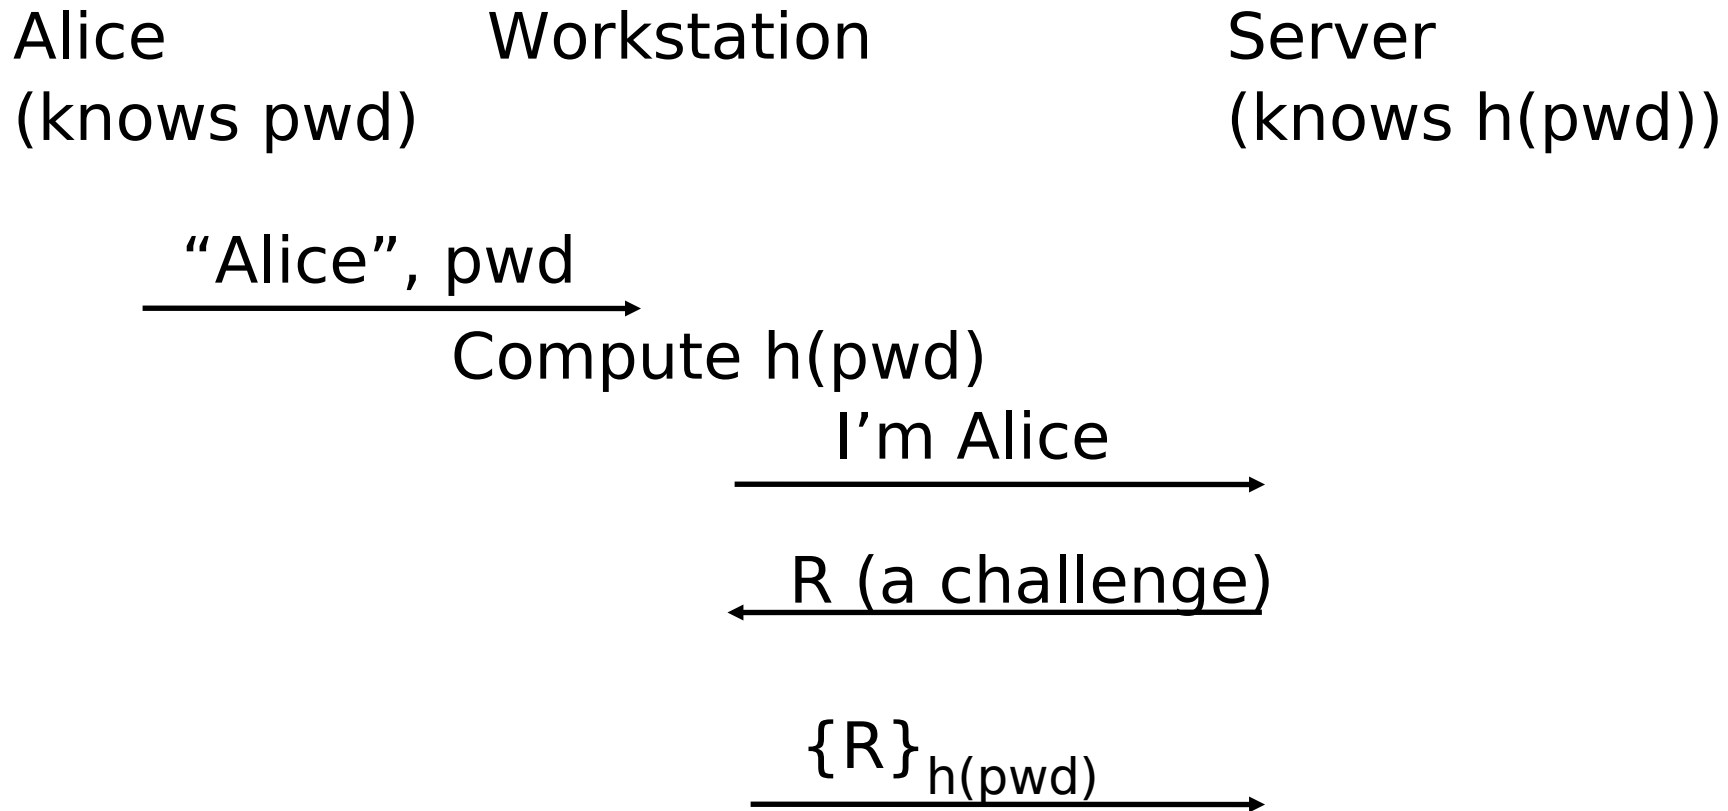 Alice Workstation Server
(knows pwd) (knows h(pwd))
“Alice”, pwd
Compute h(pwd)
I’m Alice
R (a challenge)
{R}h(pwd)